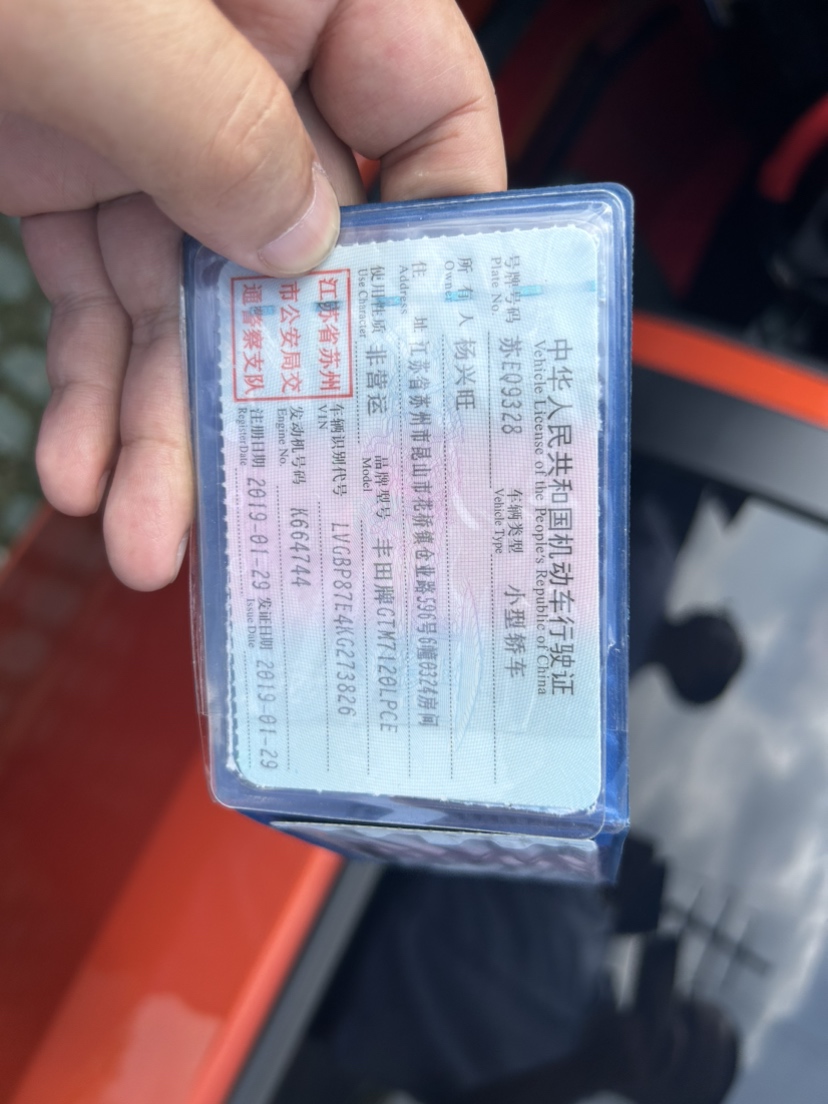 中华人民共和国机动车行驶证
Vehicle License of the People's Republic of China
号牌号码 苏EQ9328 车辆类型 小型轿车
Plate No. Vehicle Type
所有人 杨兴旺
Owner
住址 江苏省苏州市昆山市花桥镇仓业路596号6幢0324房间
Address
使用性质 非营运 品牌型号 丰田牌GTM7120LPCE
Use Character Model
江苏省苏州
市公安局交
通警察支队
车辆识别代号 LVGBP87E4KG273826
VIN
发动机号码 K664744
Engine No.
注册日期 2019-01-29 发证日期 2019-01-29
Register Date Issue Date